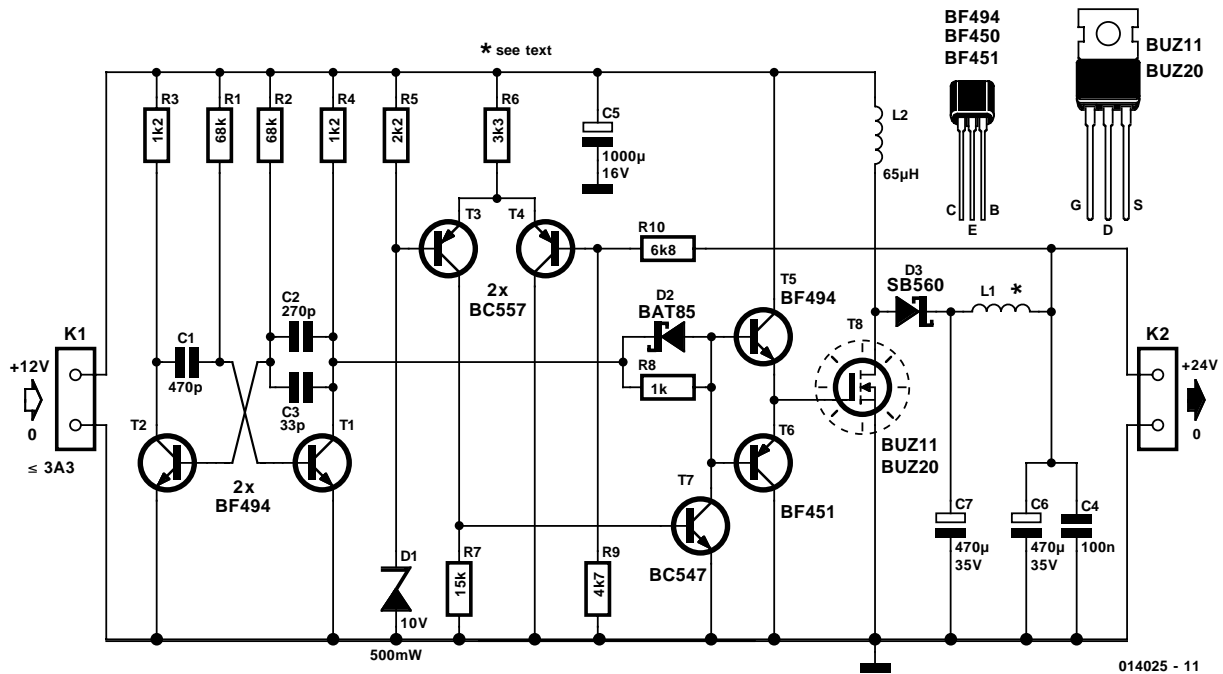 BF494
BF450
BF451
BUZ11
BUZ20
* see text
R3
1k2
R1
68k
R2
68k
R4
1k2
R5
2k2
R6
3k3
C5
1000µ
16V
L2
65µH
C
E
B
G
D
S
T3
T4
2x
BC557
R10
6k8
T5
BF494
D3
SB560
L1
*
D2
BAT85
R8
1k
T8
K1
+12V
0
≤ 3A3
C1
470p
C2
270p
C3
33p
T2
T1
2x
BF494
T6
BF451
T7
BC547
BUZ11
BUZ20
K2
+24V
0
D1
10V
500mW
R7
15k
R9
4k7
C7
470µ
35V
C6
470µ
35V
C4
100n
014025 - 11